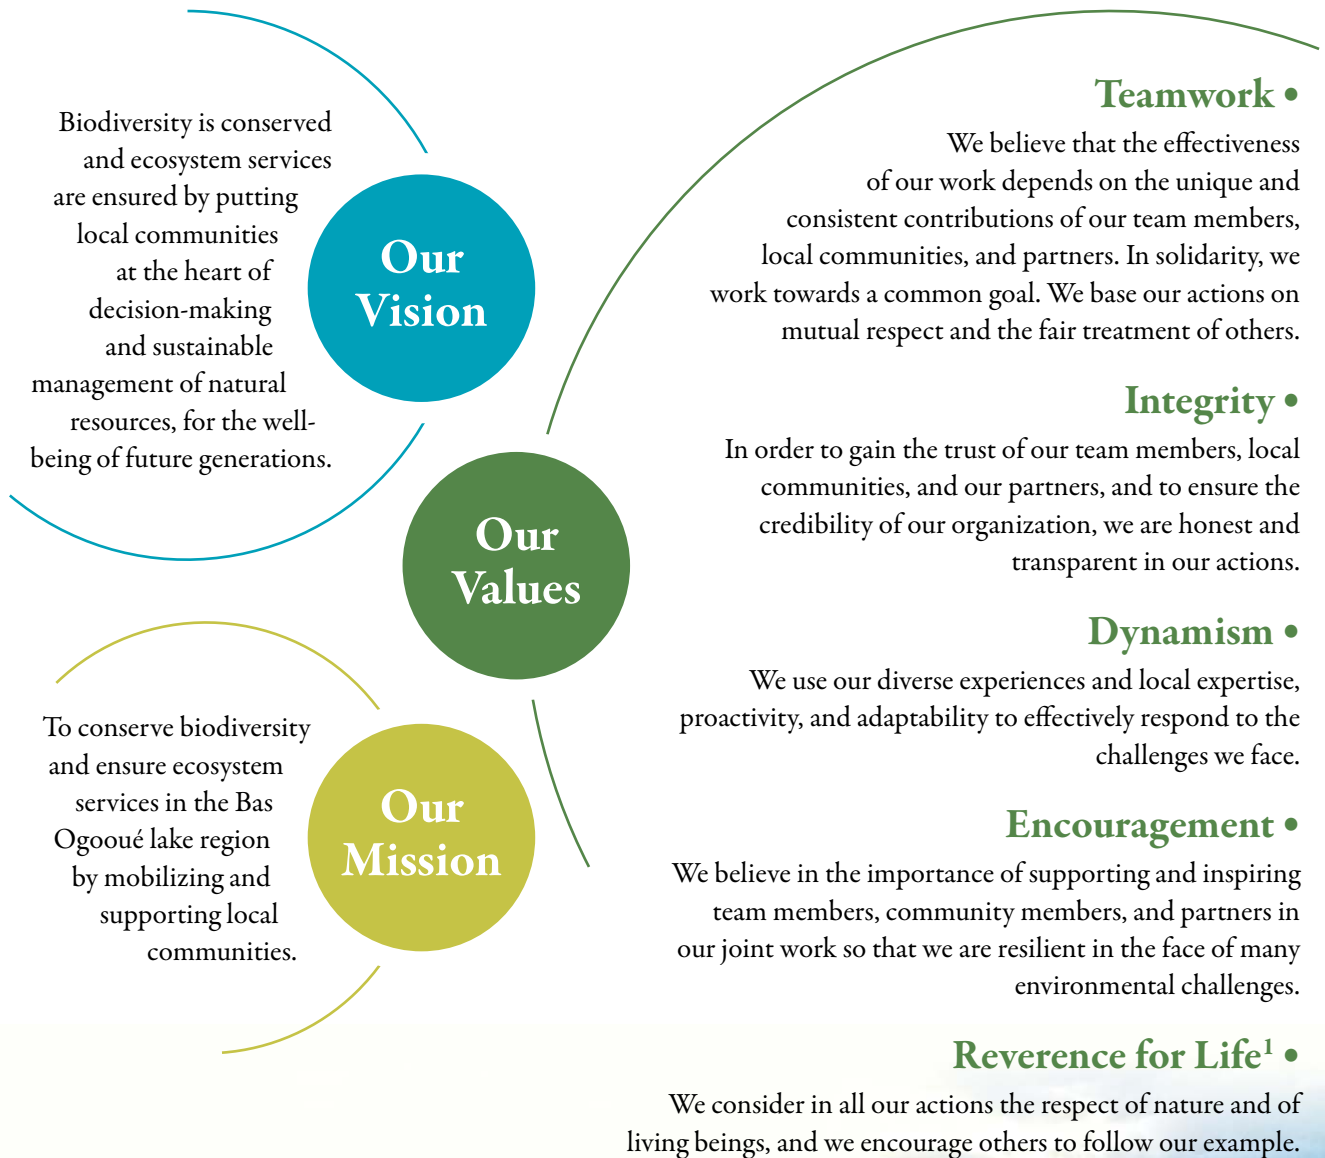 Biodiversity is conserved
and ecosystem services
are ensured by putting
local communities
at the heart of
decision-making
and sustainable
management of natural
resources, for the well-
being of future generations.
Our
Vision
Our
Values
Teamwork •
We believe that the effectiveness
of our work depends on the unique and
consistent contributions of our team members,
local communities, and partners. In solidarity, we
work towards a common goal. We base our actions on
mutual respect and the fair treatment of others.
Integrity •
In order to gain the trust of our team members, local
communities, and our partners, and to ensure the
credibility of our organization, we are honest and
transparent in our actions.
Dynamism •
We use our diverse experiences and local expertise,
proactivity, and adaptability to effectively respond to the
challenges we face.
Encouragement •
We believe in the importance of supporting and inspiring
team members, community members, and partners in
our joint work so that we are resilient in the face of many
environmental challenges.
Reverence for Life¹ •
We consider in all our actions the respect of nature and of
living beings, and we encourage others to follow our example.
To conserve biodiversity
and ensure ecosystem
services in the Bas
Ogooué lake region
by mobilizing and
supporting local
communities.
Our
Mission